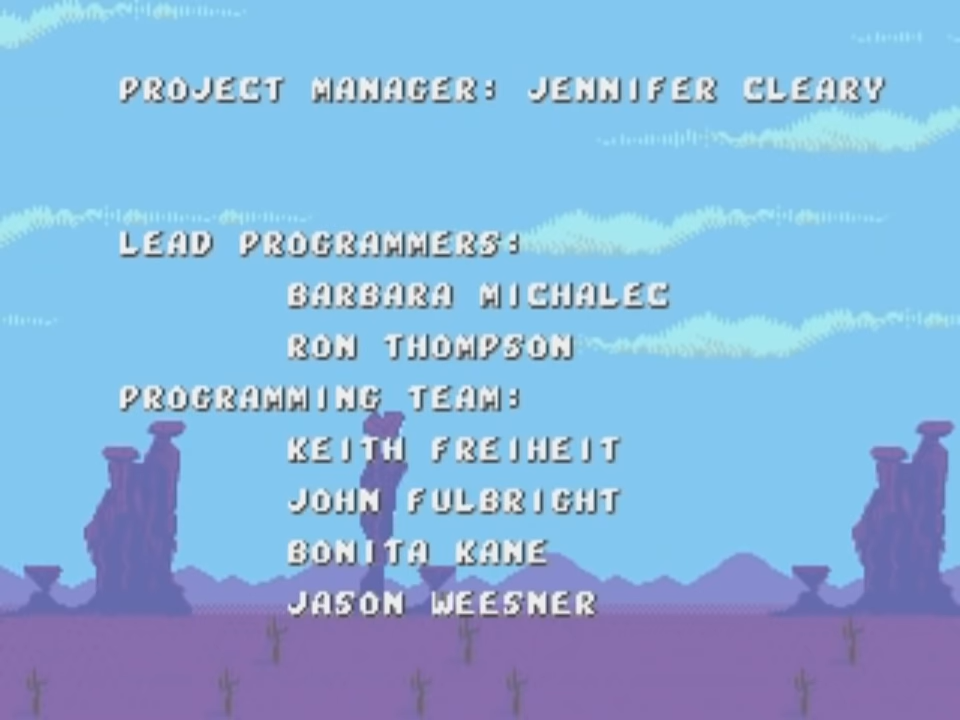 PROJECT MANAGER: JENNIFER CLEARY
LEAD PROGRAMMERS:
BARBARA MICHALEC
RON THOMPSON
PROGRAMMING TEAM:
KEITH FREIHEIT
JOHN FULBRIGHT
BONITA KANE
JASON WEESNER